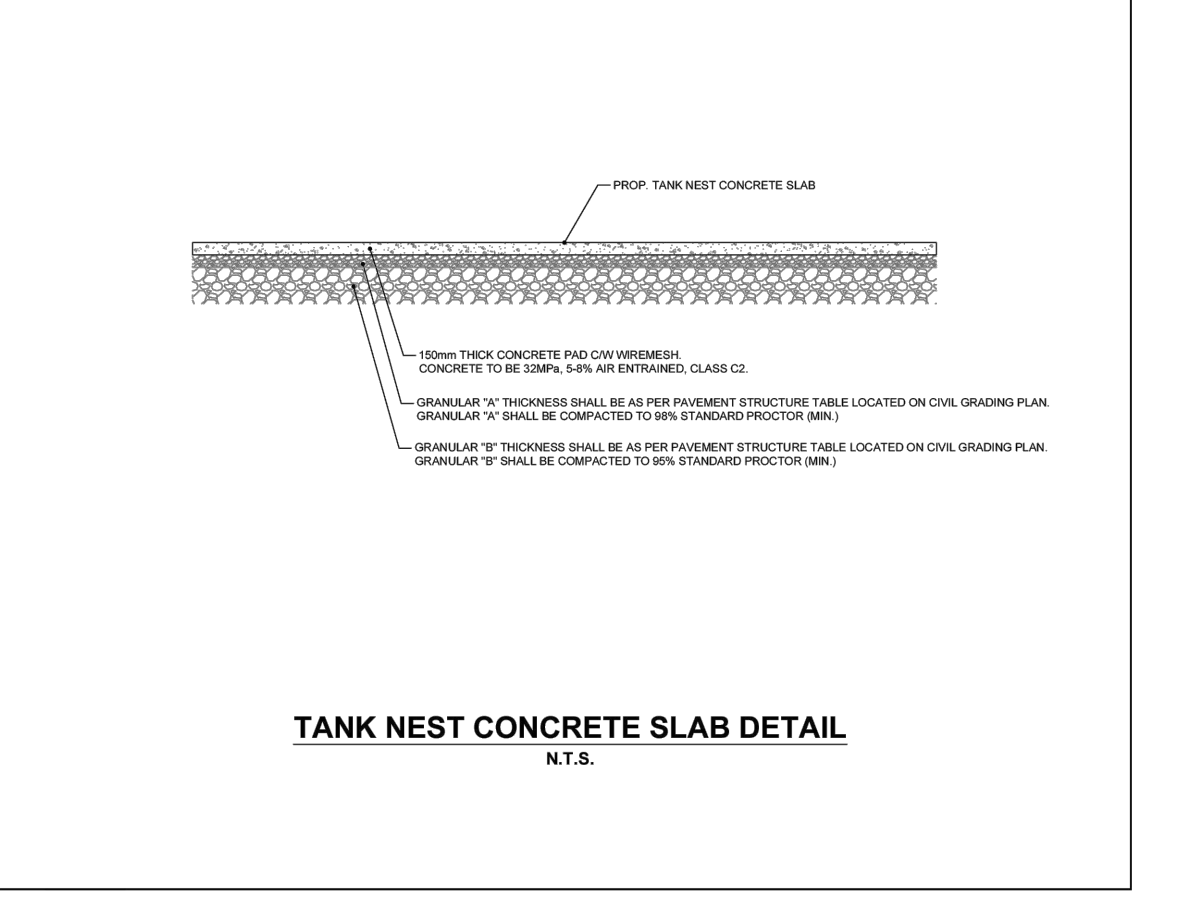 PROP. TANK NEST CONCRETE SLAB
150mm THICK CONCRETE PAD C/W WIREMESH.
CONCRETE TO BE 32MPa, 5-8% AIR ENTRAINED, CLASS C2.
GRANULAR "A" THICKNESS SHALL BE AS PER PAVEMENT STRUCTURE TABLE LOCATED ON CIVIL GRADING PLAN.
GRANULAR "A" SHALL BE COMPACTED TO 98% STANDARD PROCTOR (MIN.)
GRANULAR "B" THICKNESS SHALL BE AS PER PAVEMENT STRUCTURE TABLE LOCATED ON CIVIL GRADING PLAN.
GRANULAR "B" SHALL BE COMPACTED TO 95% STANDARD PROCTOR (MIN.)
TANK NEST CONCRETE SLAB DETAIL
N.T.S.